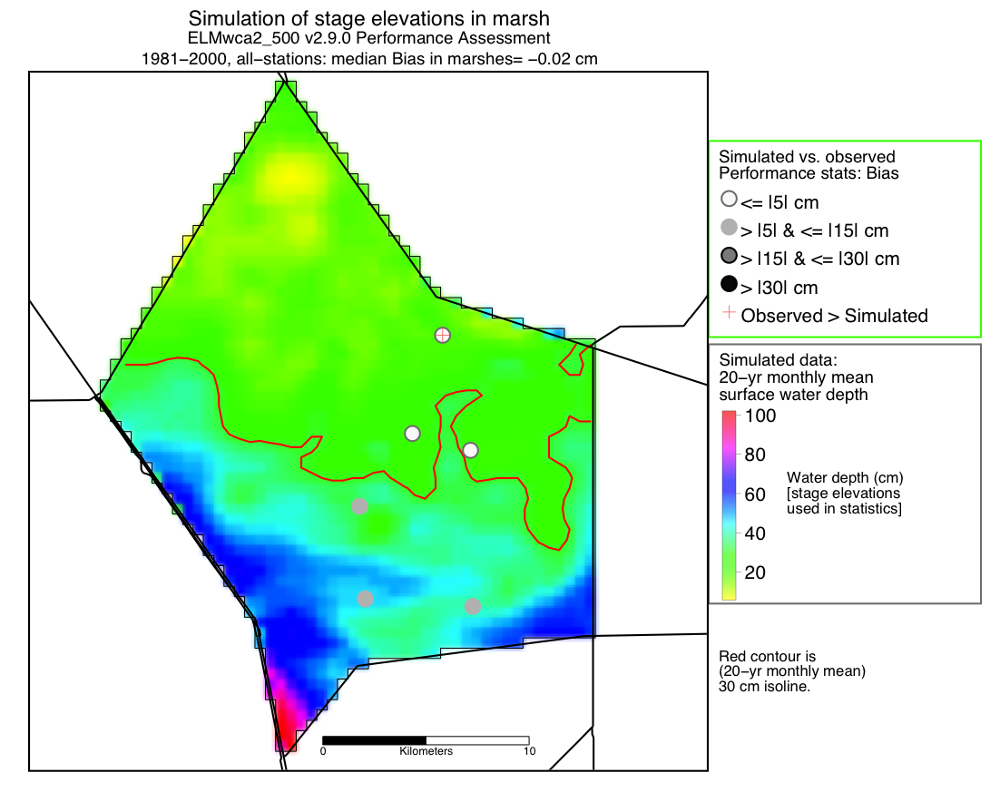 Simulation of stage elevations in marsh
ELMwca2_500 v2.9.0 Performance Assessment
1981−2000, all−stations: median Bias in marshes= −0.02 cm
Simulated vs. observed
Performance stats: Bias
<= |5| cm
> |5| & <= |15| cm
> |15| & <= |30| cm
> |30| cm
Observed > Simulated
Simulated data:
20−yr monthly mean
surface water depth
100
80
60
40
20
Water depth (cm)
[stage elevations
used in statistics]
Red contour is
(20−yr monthly mean)
30 cm isoline.
0 Kilometers 10